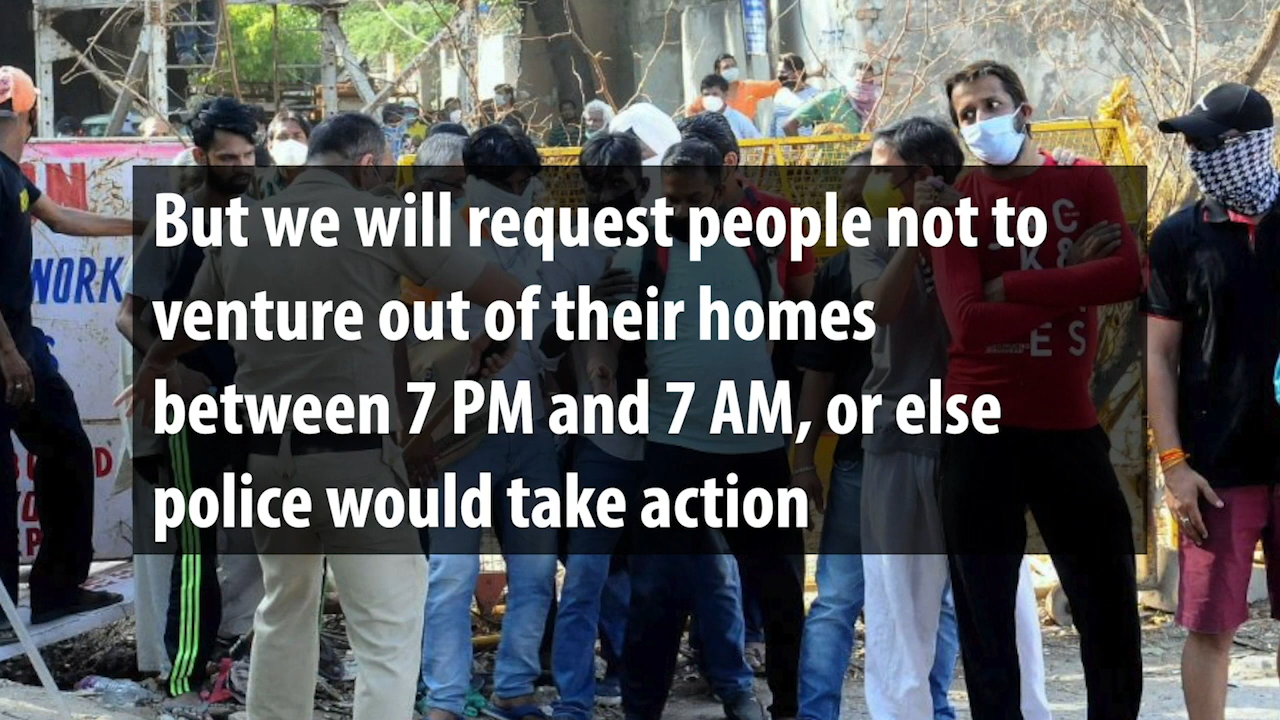 But we will request people not to
venture out of their homes
between 7 PM and 7 AM, or else
police would take action
WORK